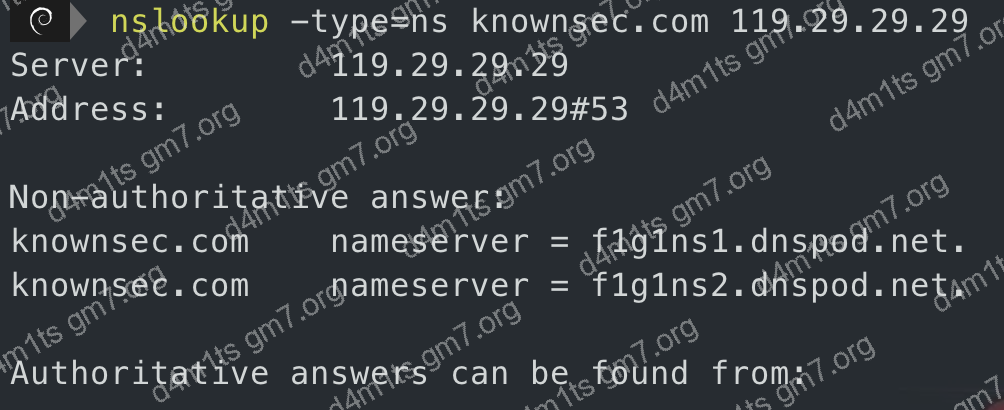 nslookup -type=ns knownsec.com 119.29.29.29
Server: 119.29.29.29
Address: 119.29.29.29#53
Non-authoritative answer:
knownsec.com nameserver = f1g1ns1.dnspod.net.
knownsec.com nameserver = f1g1ns2.dnspod.net.
Authoritative answers can be found from:
d4m1ts gm7.org